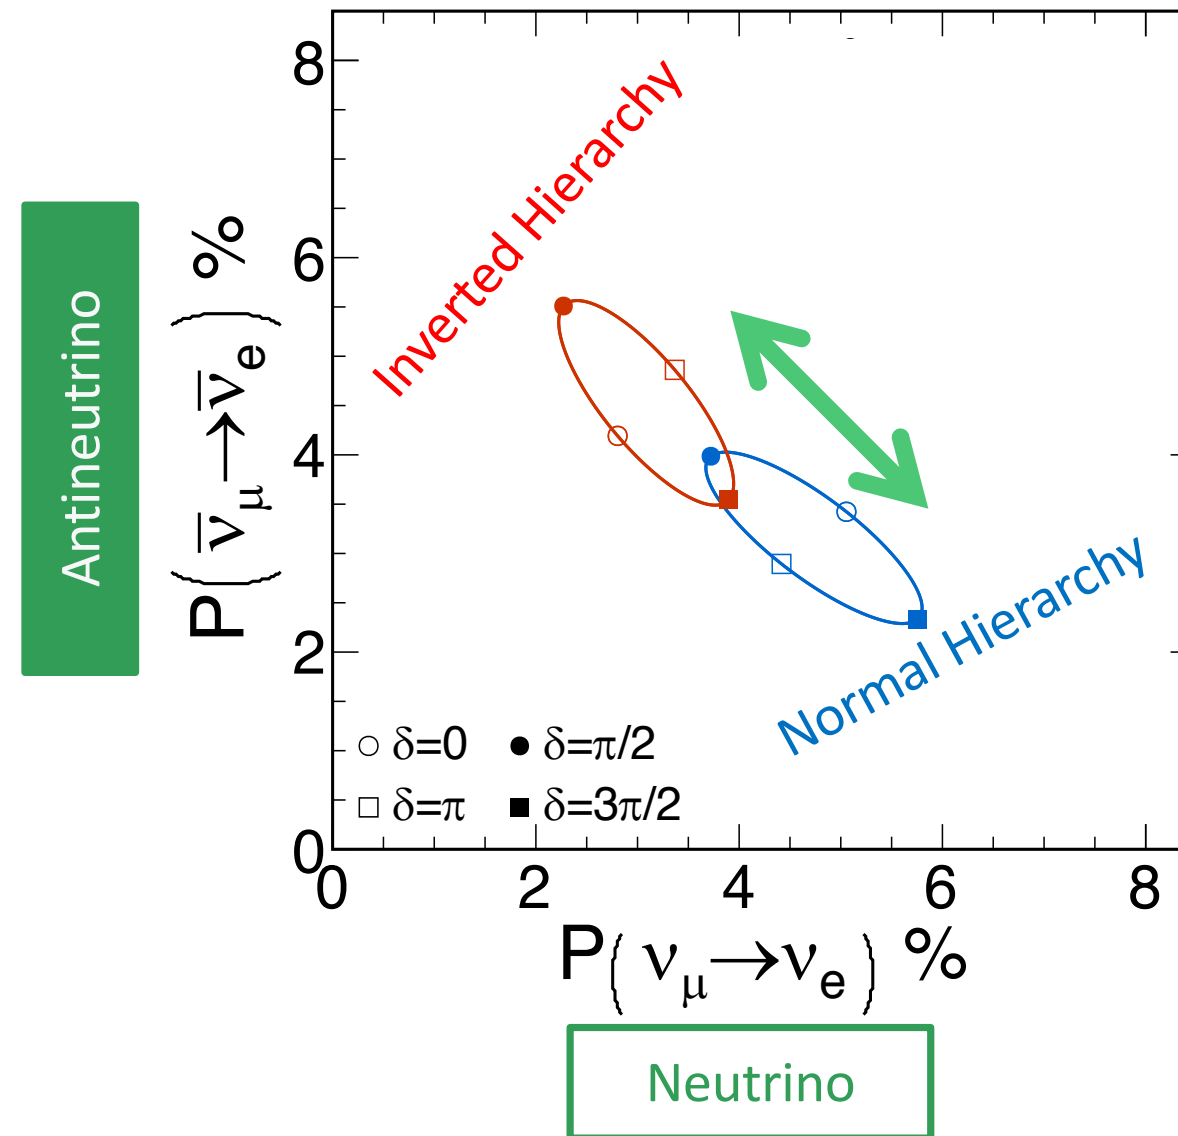 8
6
4
2
0
0 2 4 6 8
Inverted Hierarchy
Normal Hierarchy
○ δ=0 ● δ=π/2
□ δ=π ■ δ=3π/2
Antineutrino
P(ν̅μ→ν̅e) %
P(νμ→νe) %
Neutrino